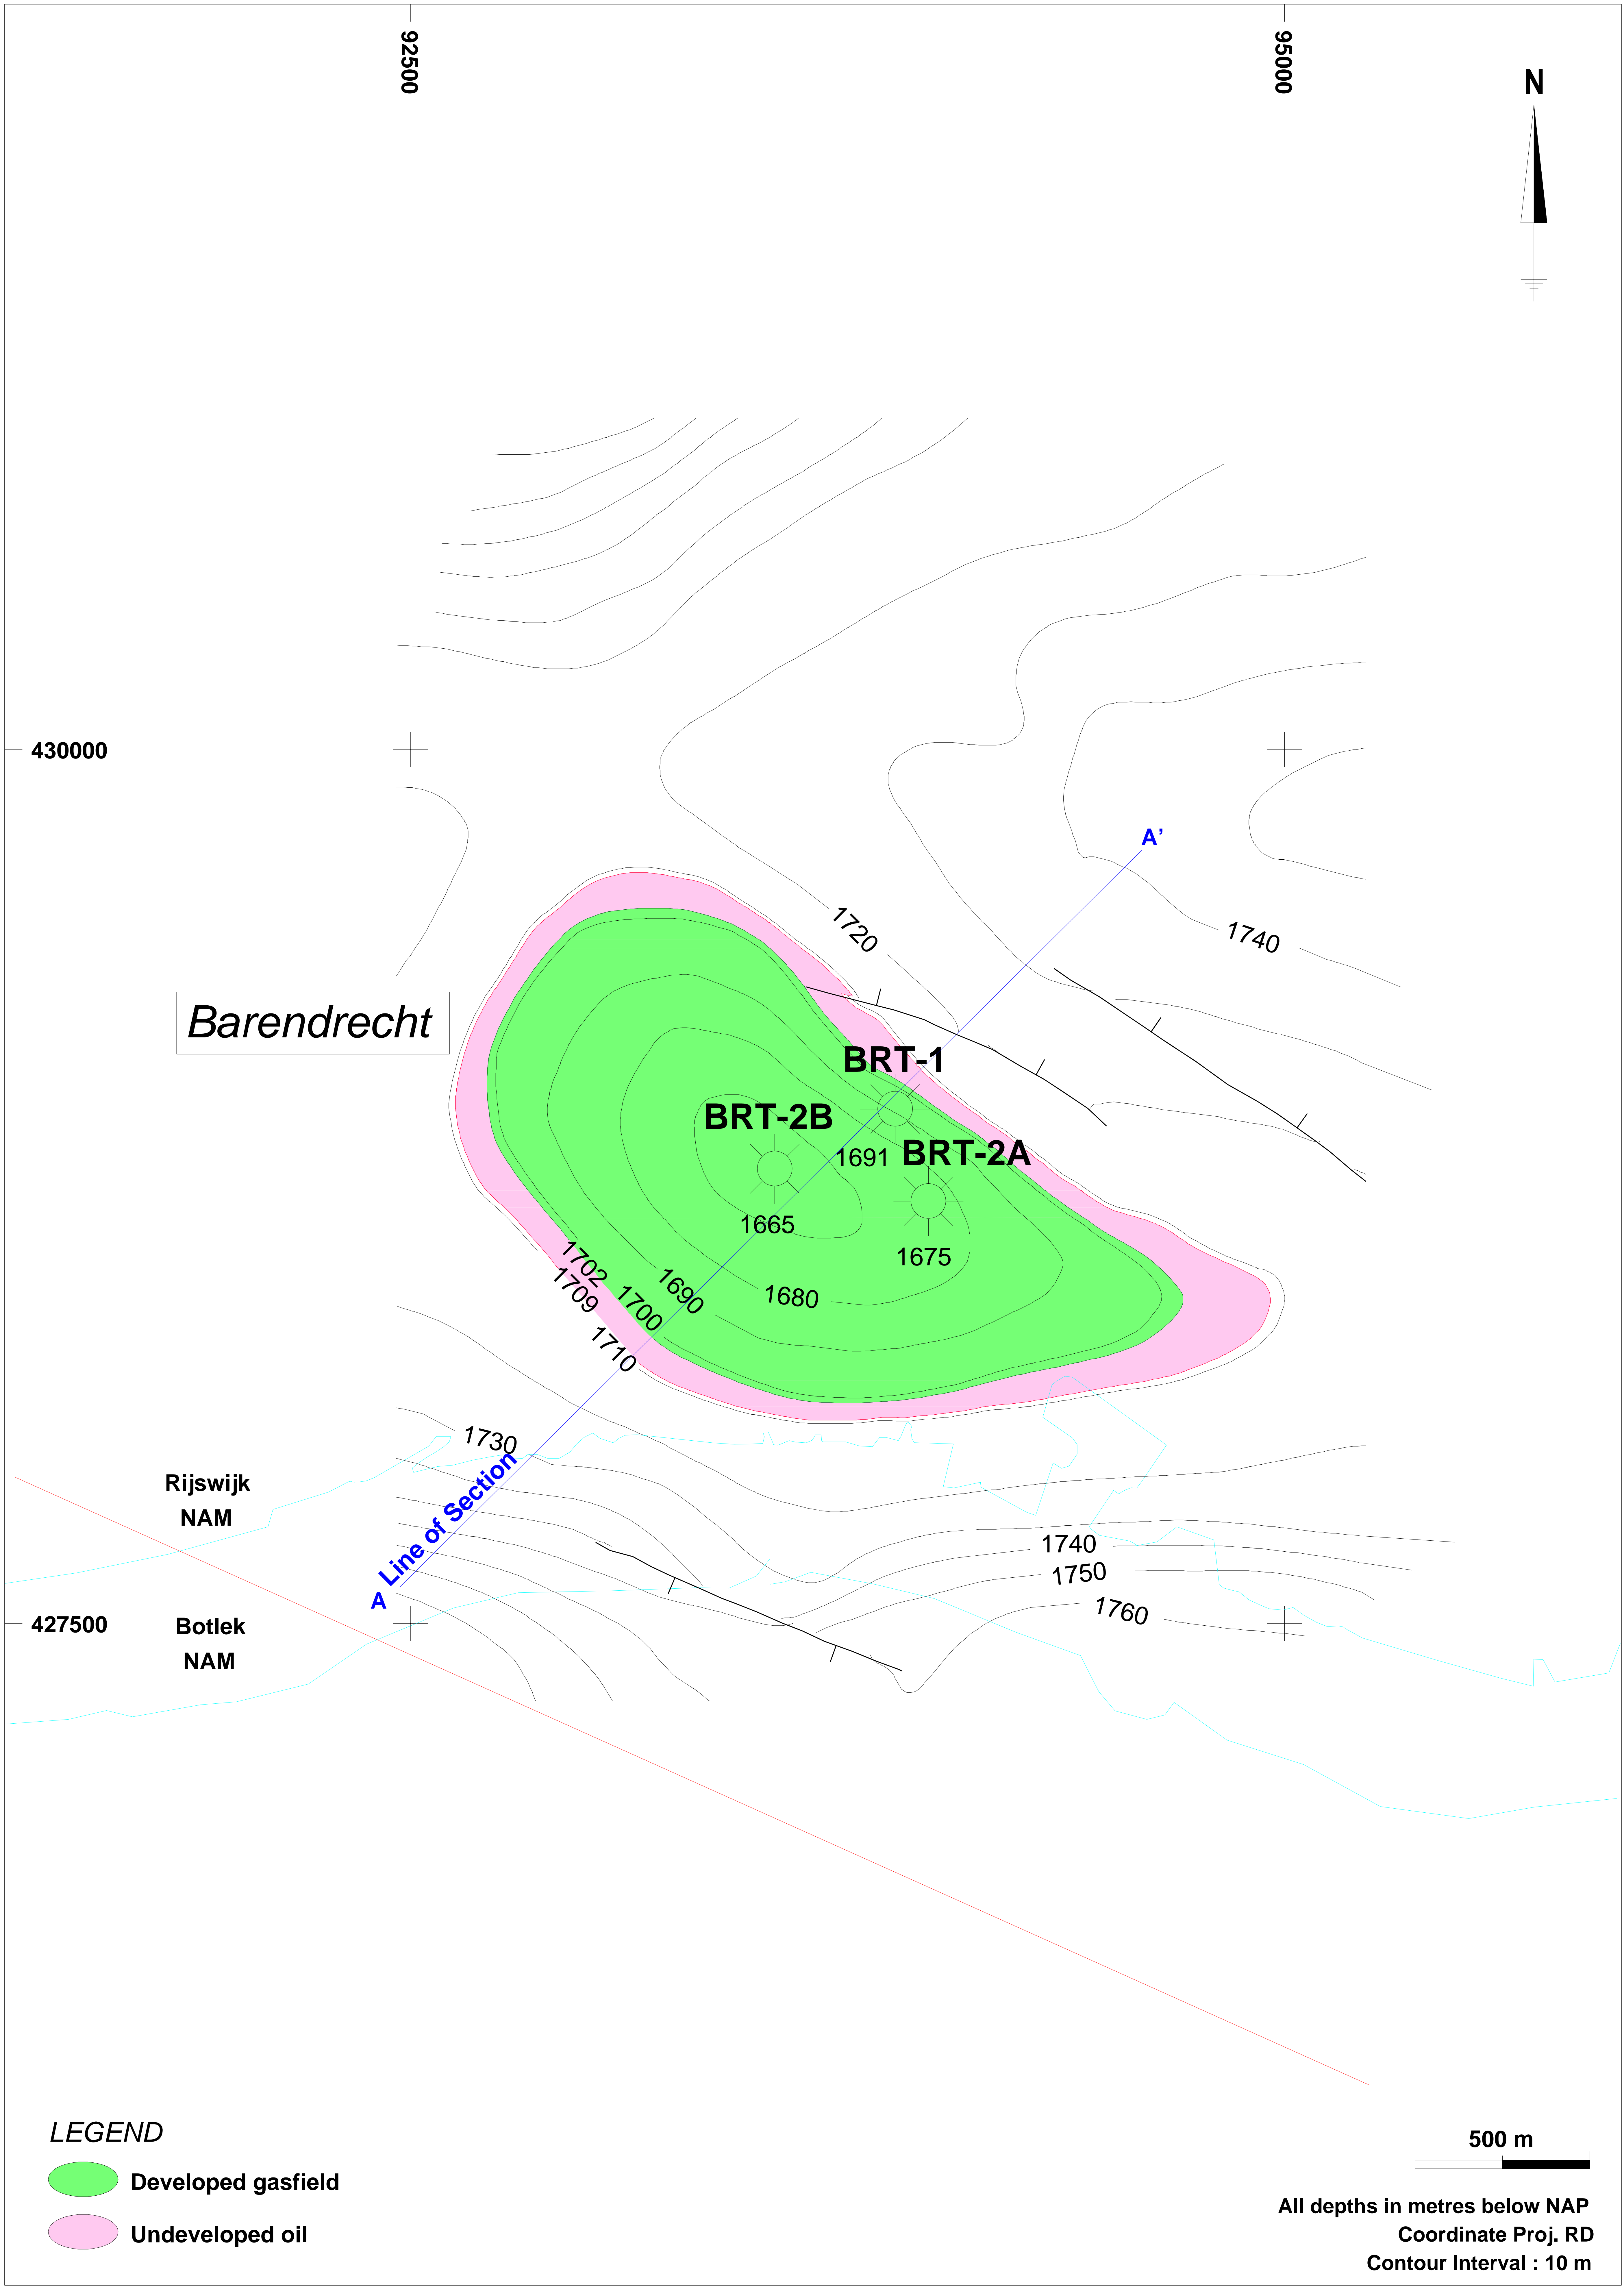 92500
95000
N
430000
A’
1720
1740
Barendrecht
BRT-1
BRT-2B
1691
BRT-2A
1665
1675
1702
1709
1690
1680
1700
1710
1730
Line of Section
Rijswijk
NAM
A
1740
1750
1760
427500
Botlek
NAM
LEGEND
Developed gasfield
Undeveloped oil
500 m
All depths in metres below NAP
Coordinate Proj. RD
Contour Interval : 10 m